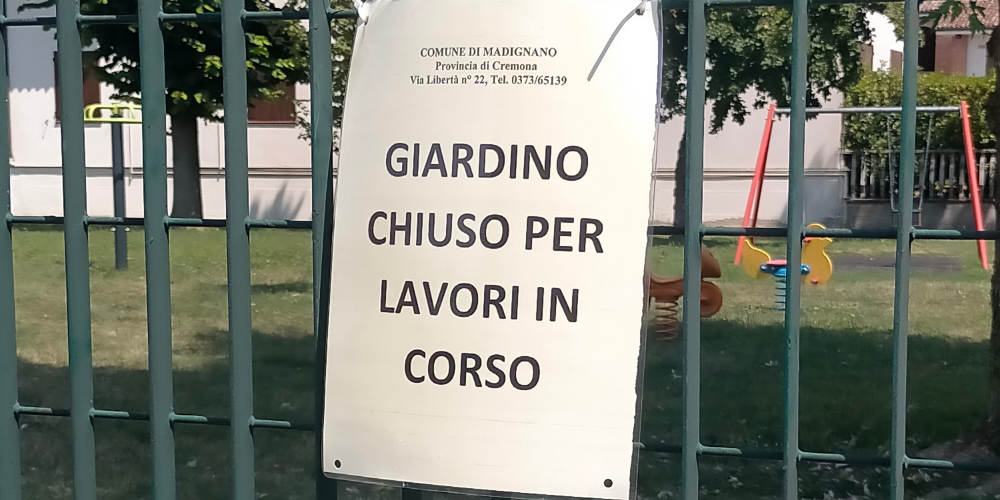 COMUNE DI MADIGNANO
Provincia di Cremona
Via Libertà n° 22, Tel. 0373/65139
GIARDINO
CHIUSO PER
LAVORI IN
CORSO